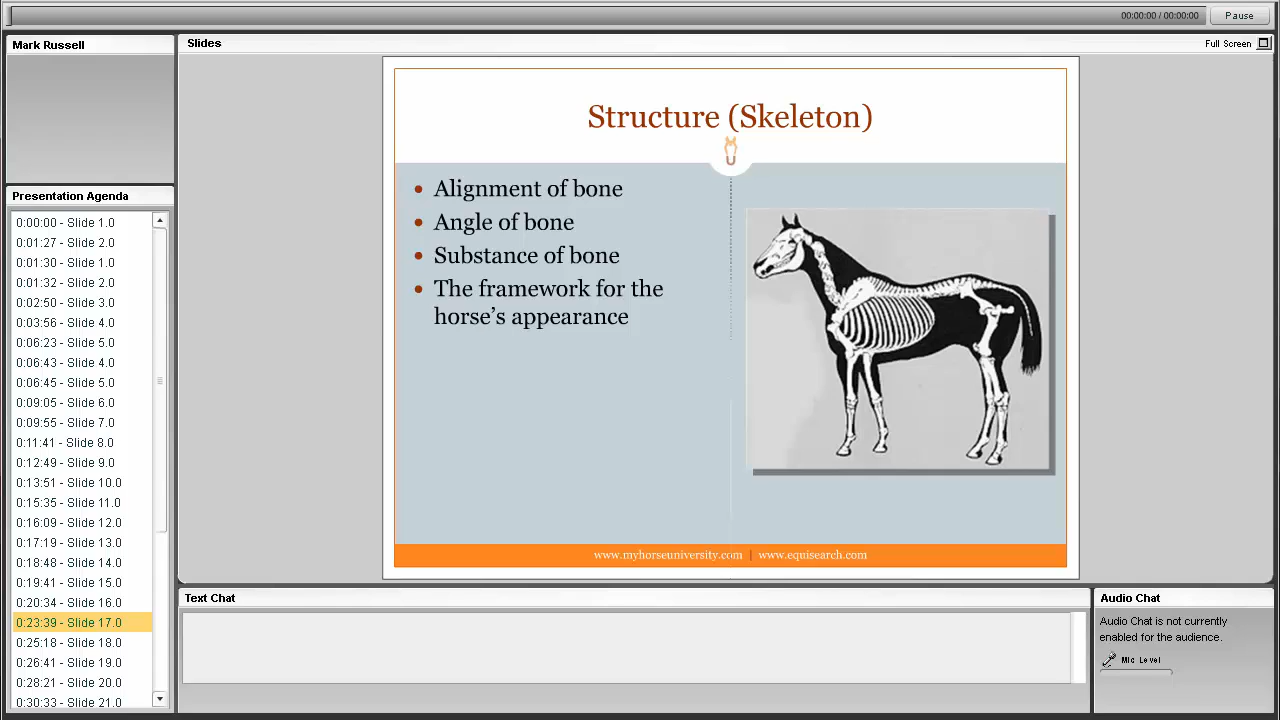 00:00:00 / 00:00:00
Pause
Mark Russell
Slides
Full Screen
Structure (Skeleton)
• Alignment of bone
• Angle of bone
• Substance of bone
• The framework for the
horse's appearance
www.myhorseuniversity.com | www.equisearch.com
Presentation Agenda
0:00:00 - Slide 1.0
0:01:27 - Slide 2.0
0:01:30 - Slide 1.0
0:01:32 - Slide 2.0
0:02:50 - Slide 3.0
0:03:56 - Slide 4.0
0:06:23 - Slide 5.0
0:06:43 - Slide 4.0
0:06:45 - Slide 5.0
0:09:05 - Slide 6.0
0:09:55 - Slide 7.0
0:11:41 - Slide 8.0
0:12:49 - Slide 9.0
0:13:51 - Slide 10.0
0:15:35 - Slide 11.0
0:16:09 - Slide 12.0
0:17:19 - Slide 13.0
0:18:48 - Slide 14.0
0:19:41 - Slide 15.0
0:20:34 - Slide 16.0
0:23:39 - Slide 17.0
0:25:18 - Slide 18.0
0:26:41 - Slide 19.0
0:28:21 - Slide 20.0
0:30:33 - Slide 21.0
Text Chat
Audio Chat
Audio Chat is not currently
enabled for the audience.
Mic Level